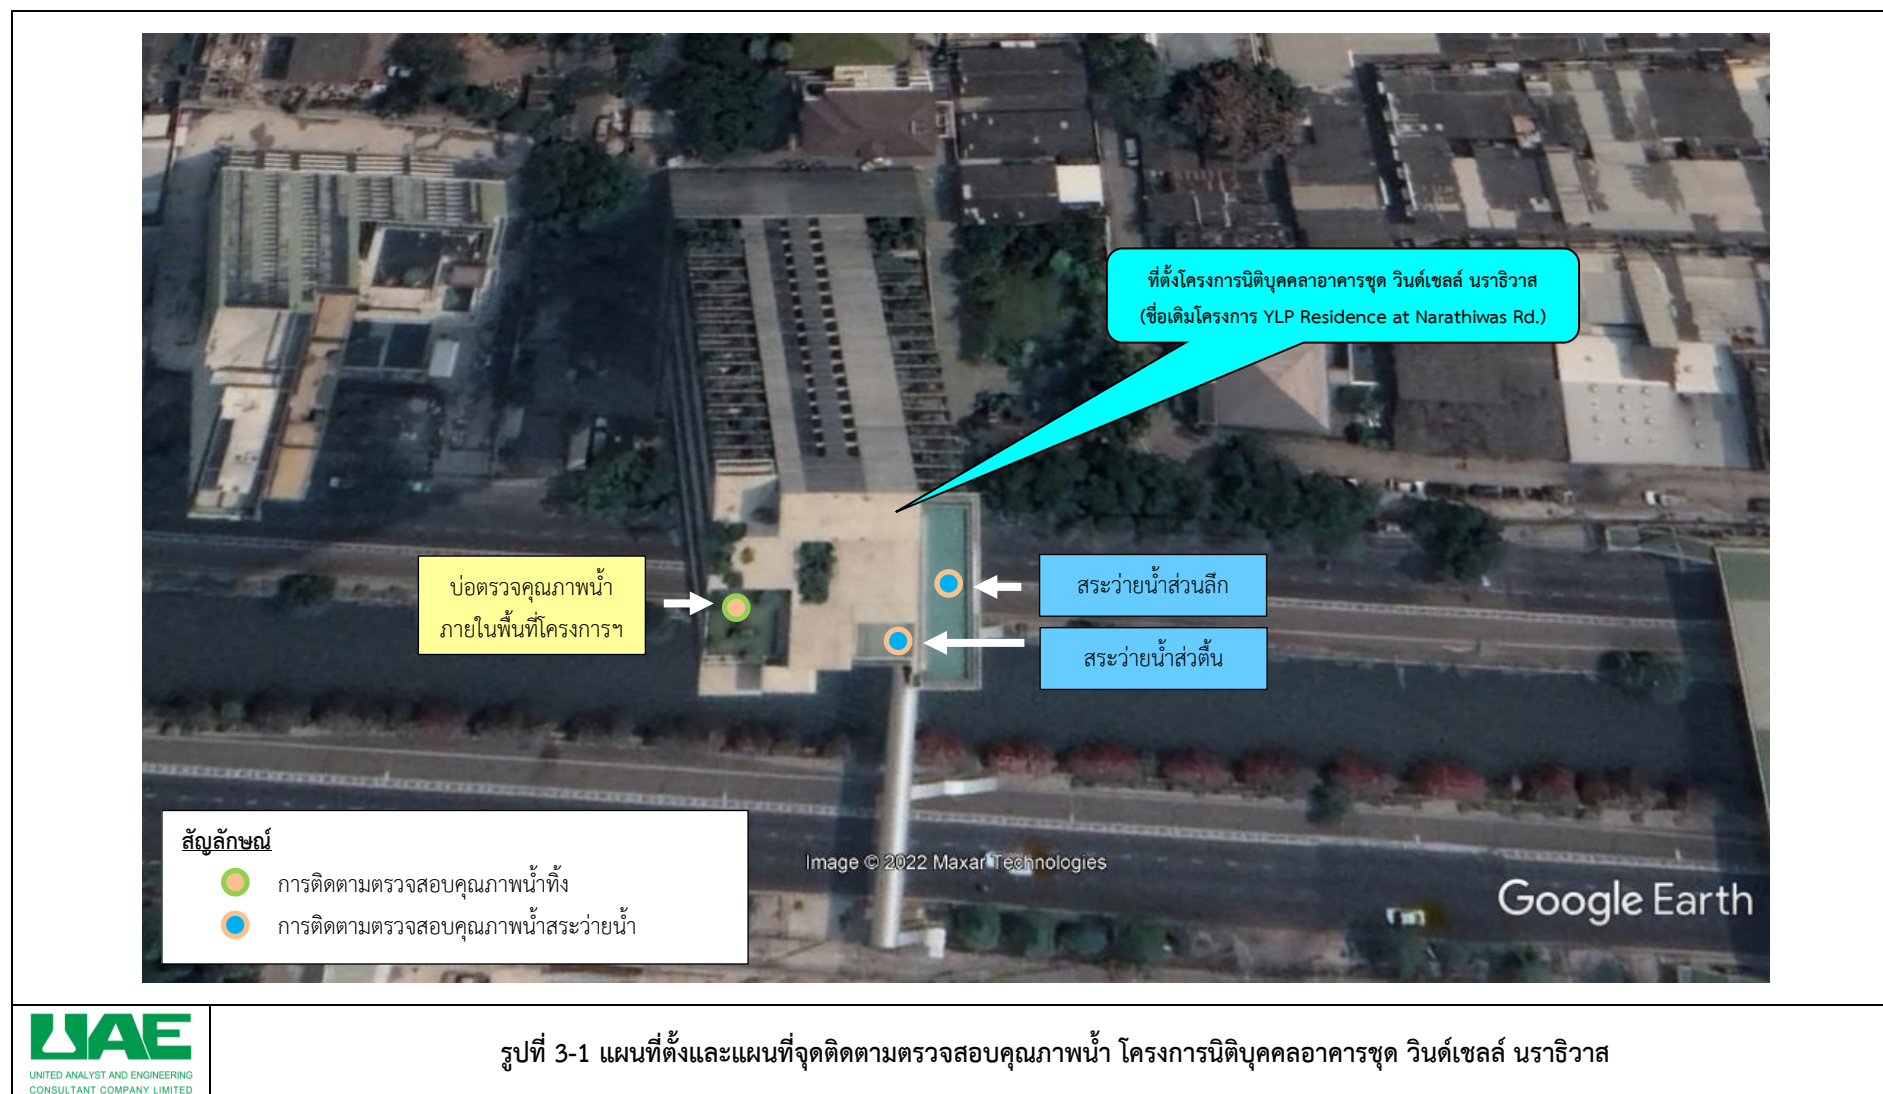 ที่ตั้งโครงการนิติบุคคลาอาคารชุด วินด์เชลล์ นราธิวาส
(ชื่อเดิมโครงการ YLP Residence at Narathiwas Rd.)
บ่อตรวจคุณภาพน้ำ
ภายในพื้นที่โครงการฯ
สระว่ายน้ำส่วนลึก
สระว่ายน้ำส่วตื้น
สัญลักษณ์
การติดตามตรวจสอบคุณภาพน้ำทิ้ง
การติดตามตรวจสอบคุณภาพน้ำสระว่ายน้ำ
Image © 2022 Maxar Technologies
Google Earth
UAE
UNITED ANALYST AND ENGINEERING
CONSULTANT COMPANY LIMITED
รูปที่ 3-1 แผนที่ตั้งและแผนที่จุดติดตามตรวจสอบคุณภาพน้ำ โครงการนิติบุคคลอาคารชุด วินด์เชลล์ นราธิวาส